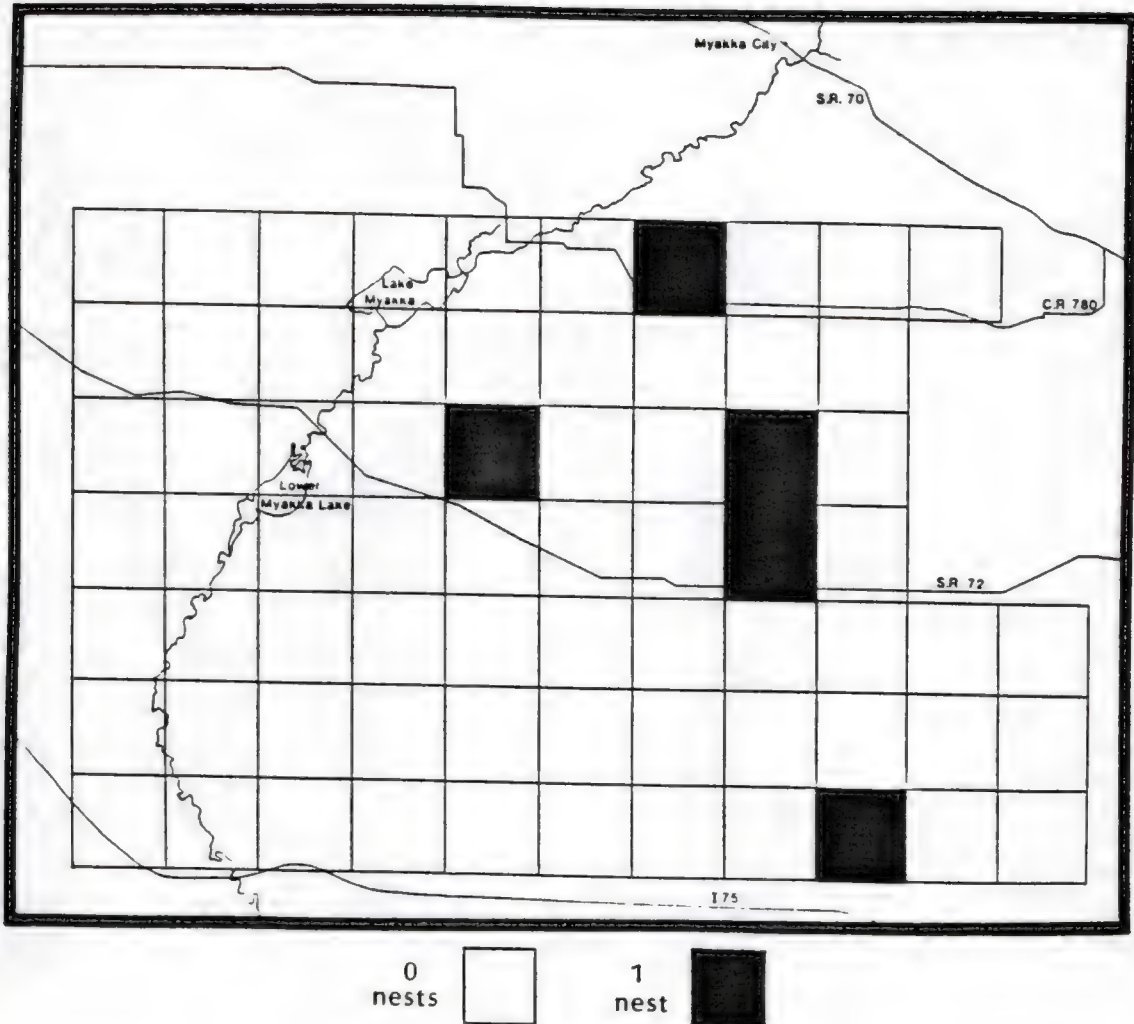 Myakka City
S.R. 70
Lake
Myakka
C.R. 780
Lower
Myakka Lake
S.R. 72
I 75
0
nests
1
nest